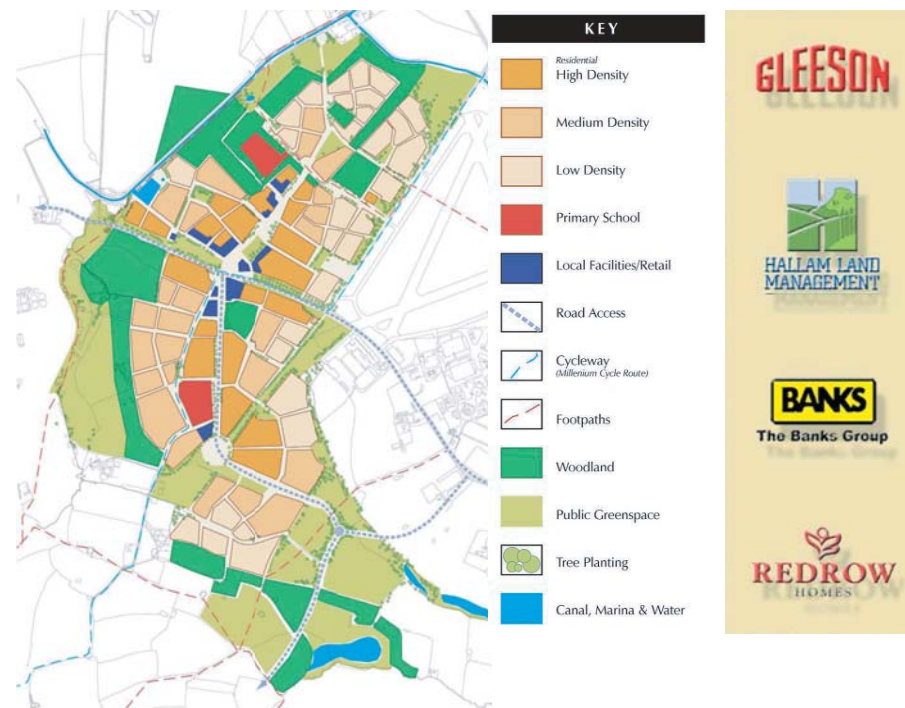 KEY
Residential
High Density
Medium Density
Low Density
Primary School
Local Facilities/Retail
Road Access
Cycleway
(Millenium Cycle Route)
Footpaths
Woodland
Public Greenspace
Tree Planting
Canal, Marina & Water
GLEESON
HALLAM LAND
MANAGEMENT
BANKS
The Banks Group
REDROW
HOMES